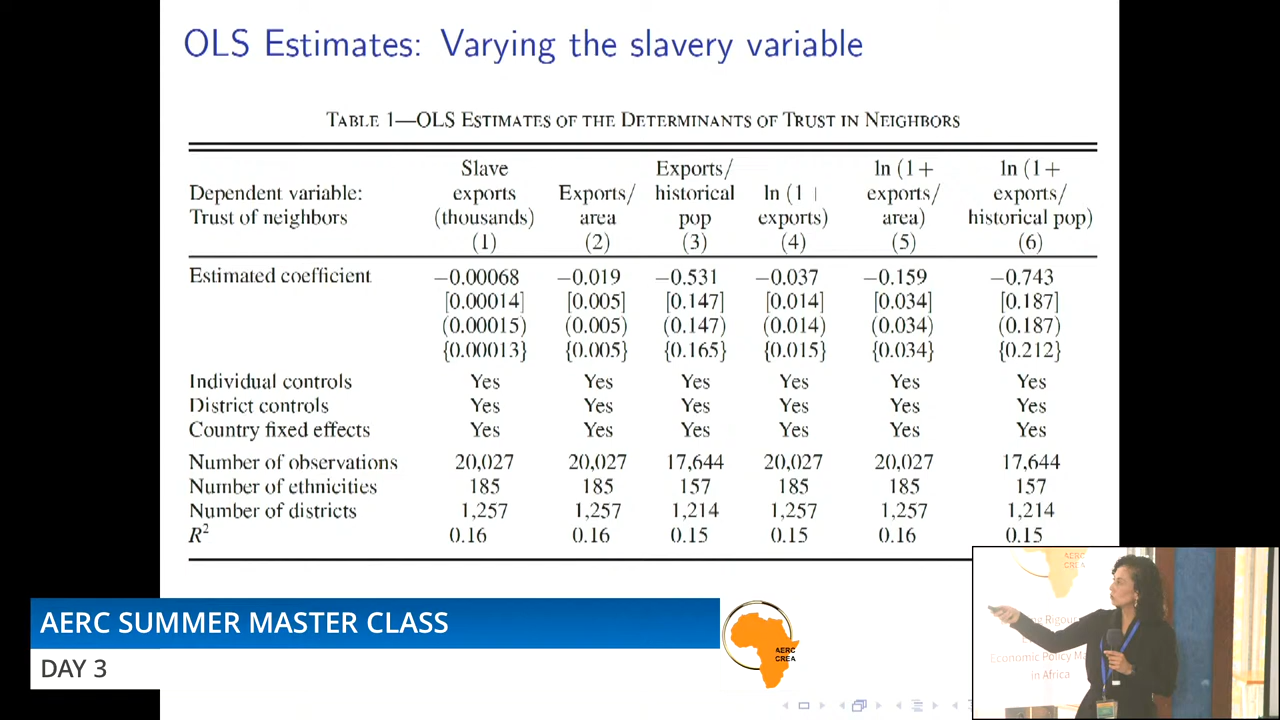 OLS Estimates: Varying the slavery variable
TABLE 1—OLS ESTIMATES OF THE DETERMINANTS OF TRUST IN NEIGHBORS
Dependent variable: Trust of neighbors
Slave exports (thousands) (1)
Exports/ area (2)
Exports/ historical pop (3)
ln (1 + exports) (4)
ln (1+ exports/ area) (5)
ln (1+ exports/ historical pop) (6)
Estimated coefficient −0.00068 −0.019 −0.531 −0.037 −0.159 −0.743
[0.00014] [0.005] [0.147] [0.014] [0.034] [0.187]
(0.00015) (0.005) (0.147) (0.014) (0.034) (0.187)
{0.00013} {0.005} {0.165} {0.015} {0.034} {0.212}
Individual controls Yes Yes Yes Yes Yes Yes
District controls Yes Yes Yes Yes Yes Yes
Country fixed effects Yes Yes Yes Yes Yes Yes
Number of observations 20,027 20,027 17,644 20,027 20,027 17,644
Number of ethnicities 185 185 157 185 185 157
Number of districts 1,257 1,257 1,214 1,257 1,257 1,214
R² 0.16 0.16 0.15 0.15 0.16 0.15
AERC SUMMER MASTER CLASS
DAY 3
AERC
CREA
AERC
CREA
Economic Policy
in Africa